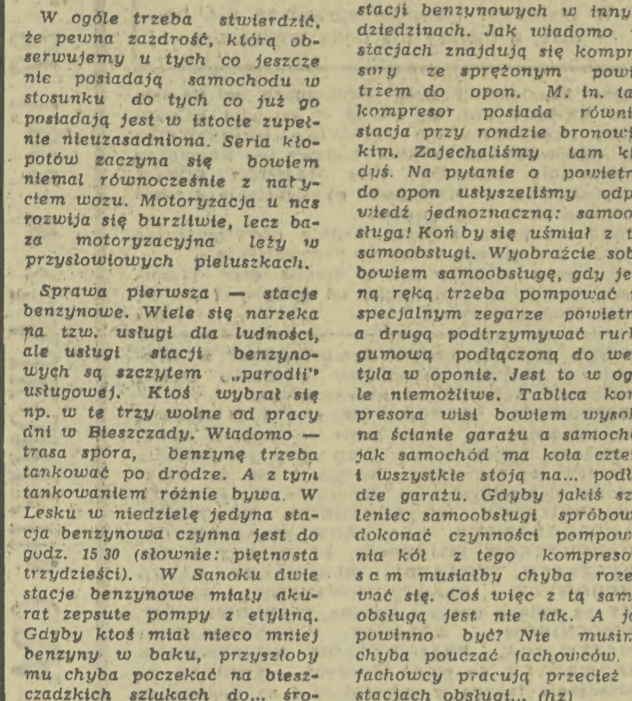 W ogóle trzeba stwierdzić,
że pewna zazdrość, którą ob-
serwujemy u tych co jeszcze
nie posiadają samochodu w
stosunku do tych co już go
posiadają jest w istocie zupeł-
nie nieuzasadniona. Seria kło-
potów zaczyna się bowiem
niemal równocześnie z naby-
ciem wozu. Motoryzacja u nas
rozwija się burzliwie, lecz ba-
za motoryzacyjna leży w
przysłowiowych pieluszkach.
Sprawa pierwsza — stacje
benzynowe. Wiele się narzeka
na tzw. usługi dla ludności,
ale usługi stacji benzyno-
wych są szczytem „parodii"
usługowej. Ktoś wybrał się
np. w te trzy wolne od pracy
dni w Bieszczady. Wiadomo —
trasa spora, benzynę trzeba
tankować po drodze. A z tym
tankowaniem różnie bywa. W
Lesku w niedzielę jedyna sta-
cja benzynowa czynna jest do
godz. 15 30 (słownie: piętnasta
trzydzieści). W Sanoku dwie
stacje benzynowe miały aku-
rat zepsute pompy z etyliną.
Gdyby ktoś miał nieco mniej
benzyny w baku, przyszłoby
mu chyba poczekać na biesz-
czadzkich szlukach do... śro-
stacji benzynowych w inny
dziedzinach. Jak wiadomo
stacjach znajdują się kompr
sory ze sprężonym powi
trzem do opon. M. in. ta
kompresor posiada równi
stacja przy rondzie bronowi
kim. Zajechaliśmy tam ki
dyś. Na pytanie o powietr
do opon usłyszeliśmy odp
wiedź jednoznaczną: samoo
sługa! Koń by się uśmiał z t
samoobsługi. Wyobraźcie sob
bowiem samoobsługę, gdy je
ną ręką trzeba pompować
specjalnym zegarze powietr
a drugą podtrzymywać rurk
gumową podłączoną do we
tyla w oponie. Jest to w og
le niemożliwe. Tablica kom
presora wisi bowiem wysok
na ścianie garażu a samochó
jak samochód ma koła czte
i wszystkie stoją na... podł
dze garażu. Gdyby jakiś sz
leniec samoobsługi spróbow
dokonać czynności pompow
nia kół z tego kompreso
sam musiałby chyba roze
wać się. Coś więc z tą sam
obsługą jest nie tak. A ja
powinno być? Nie musim
chyba pouczać fachowców.
fachowcy pracują przecież
stacjach obsługi... (hz)